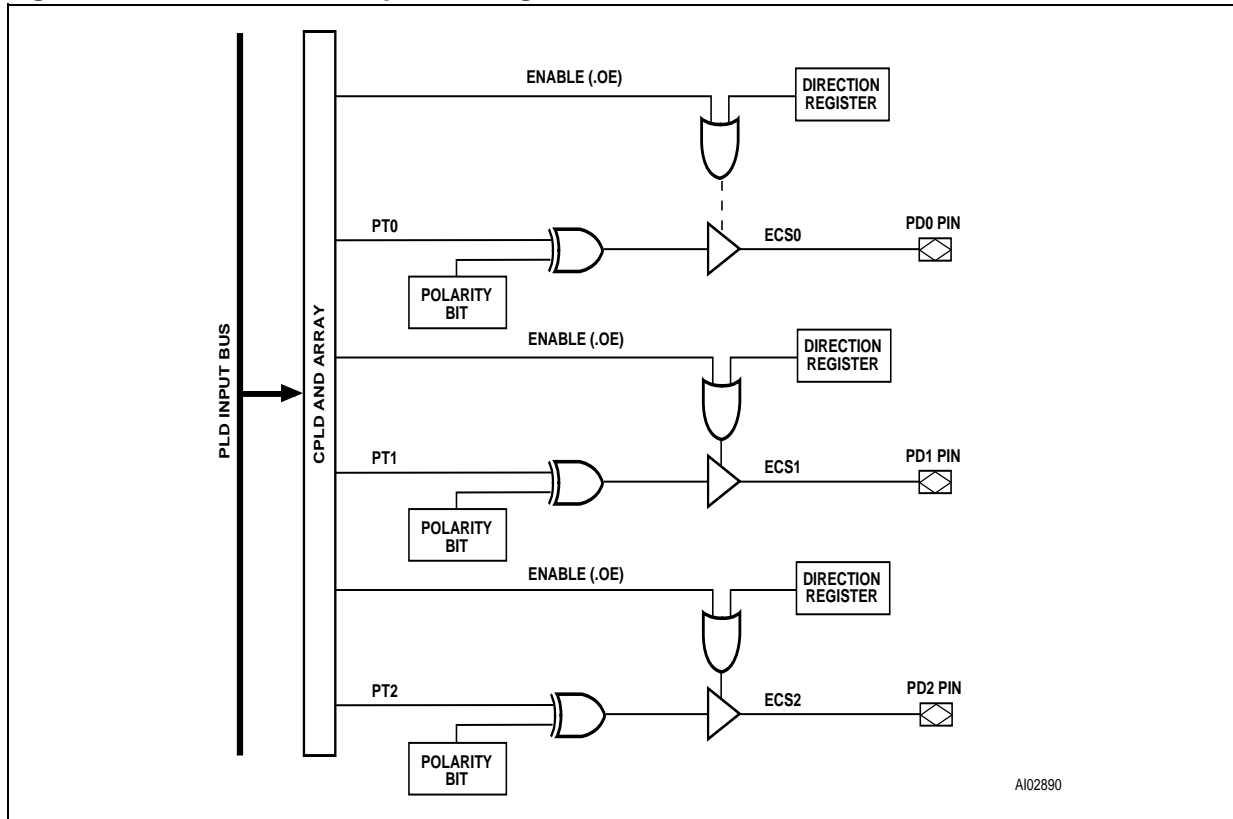 ENABLE (.OE)
DIRECTION
REGISTER
PT0
ECS0
PD0 PIN
POLARITY
BIT
ENABLE (.OE)
DIRECTION
REGISTER
PLD INPUT BUS
CPLD AND ARRAY
PT1
ECS1
PD1 PIN
POLARITY
BIT
ENABLE (.OE)
DIRECTION
REGISTER
PT2
ECS2
PD2 PIN
POLARITY
BIT
AI02890